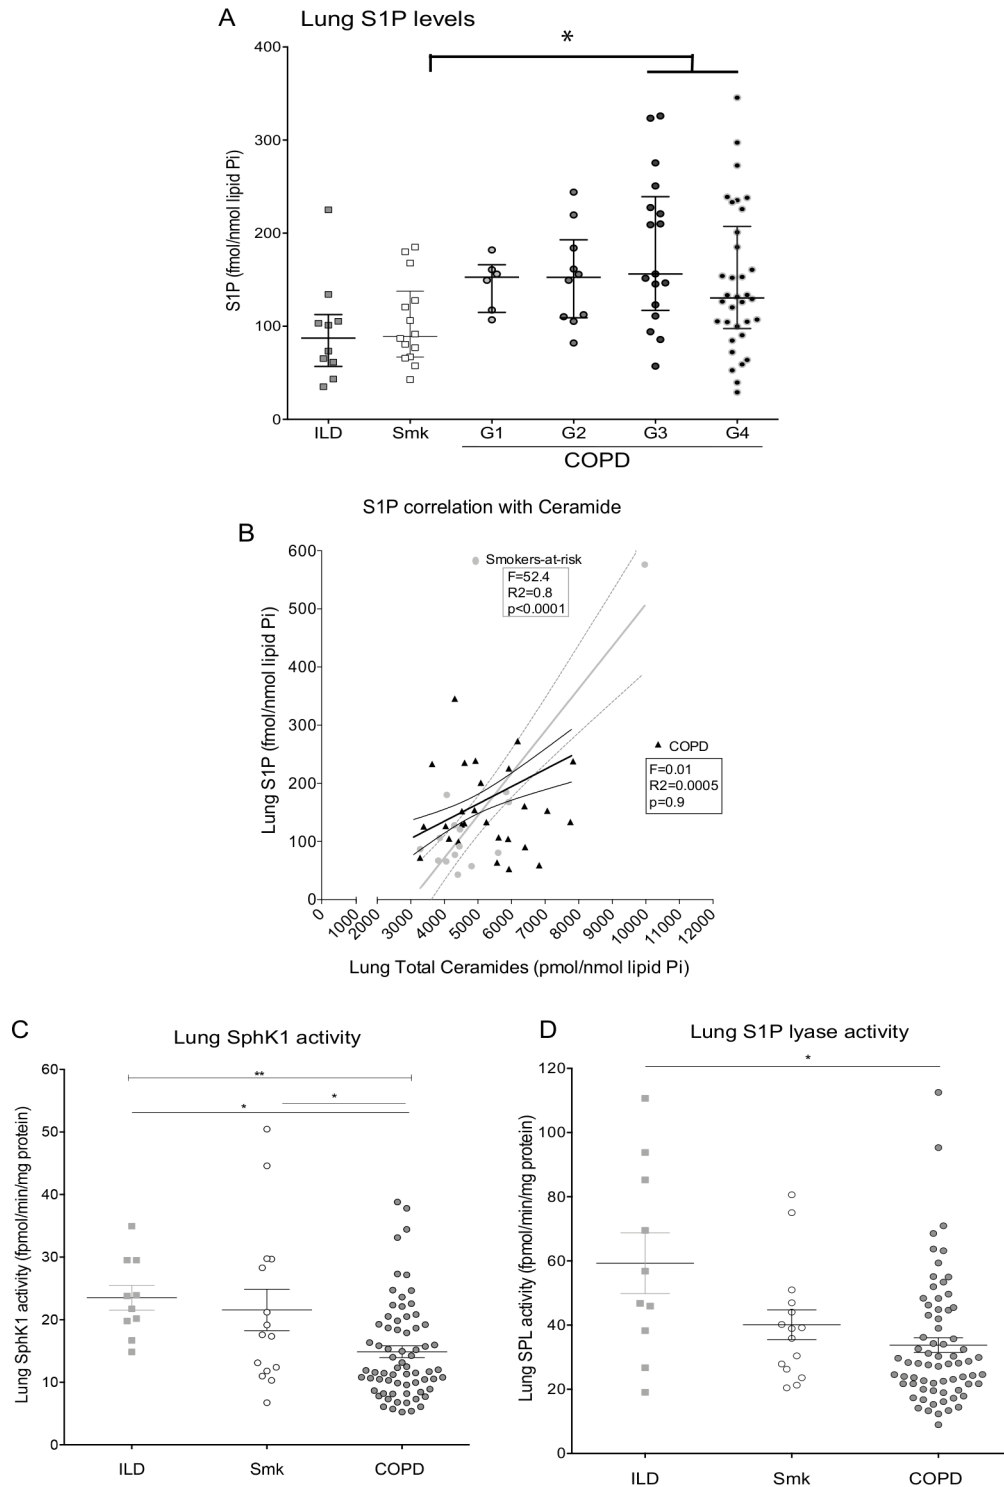 A
Lung S1P levels
*
S1P (fmol/nmol lipid Pi)
400
300
200
100
0
ILD
Smk
G1
G2
G3
G4
COPD
S1P correlation with Ceramide
B
Lung S1P (fmol/nmol lipid Pi)
600
500
400
300
200
100
0
Smokers-at-risk
F=52.4
R2=0.8
p<0.0001
COPD
F=0.01
R2=0.0005
p=0.9
0
1000
2000
3000
4000
5000
6000
7000
8000
9000
10000
11000
12000
Lung Total Ceramides (pmol/nmol lipid Pi)
C
Lung SphK1 activity
Lung SphK1 activity (fpmol/min/mg protein)
60
50
40
30
20
10
0
**
*
*
ILD
Smk
COPD
D
Lung S1P lyase activity
Lung SPL activity (fpmol/min/mg protein)
120
100
80
60
40
20
0
*
ILD
Smk
COPD